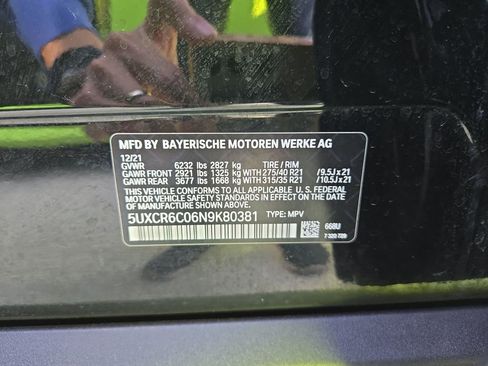 MFD BY BAYERISCHE MOTOREN WERKE AG
12/21
GVWR 6232 lbs 2827 kg TIRE / RIM
GAWR FRONT 2921 lbs 1325 kg WITH 275/40 R21 /9.5J x 21
GAWR REAR 3677 lbs 1668 kg WITH 315/35 R21 /10.5J x 21
THIS VEHICLE CONFORMS TO ALL APPLICABLE U.S. FEDERAL
MOTOR VEHICLE SAFETY STANDARDS IN EFFECT ON THE DATE
OF MANUFACTURE SHOWN ABOVE.
5UXCR6C06N9K80381 TYPE: MPV
668U